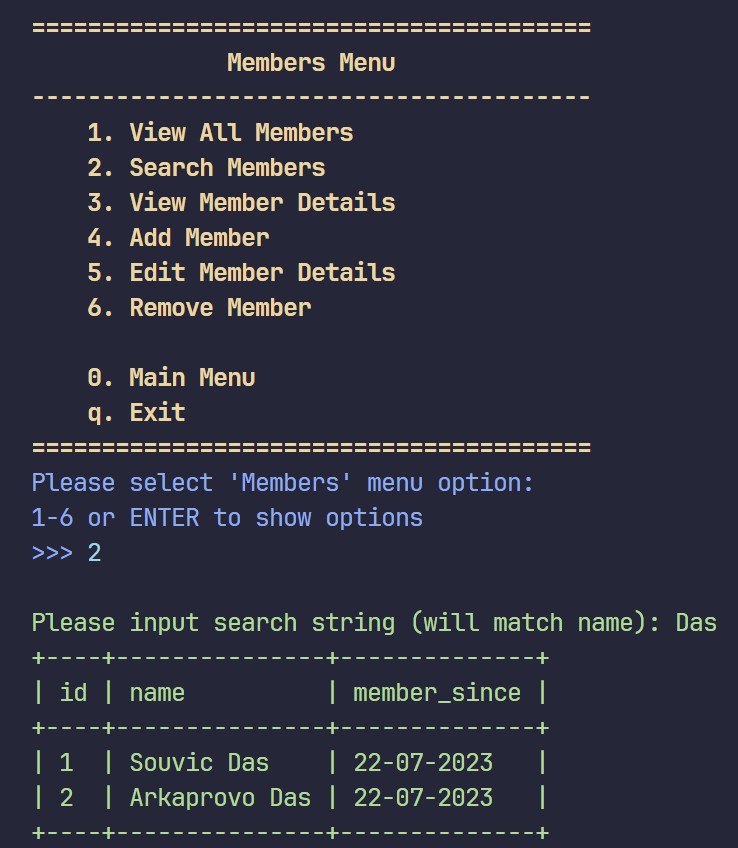 ========================================
Members Menu
----------------------------------------
1. View All Members
2. Search Members
3. View Member Details
4. Add Member
5. Edit Member Details
6. Remove Member
0. Main Menu
q. Exit
========================================
Please select 'Members' menu option:
1-6 or ENTER to show options
>>> 2
Please input search string (will match name): Das
+----+---------------+--------------+
| id | name          | member_since |
+----+---------------+--------------+
| 1  | Souvic Das    | 22-07-2023   |
| 2  | Arkaprovo Das | 22-07-2023   |
+----+---------------+--------------+